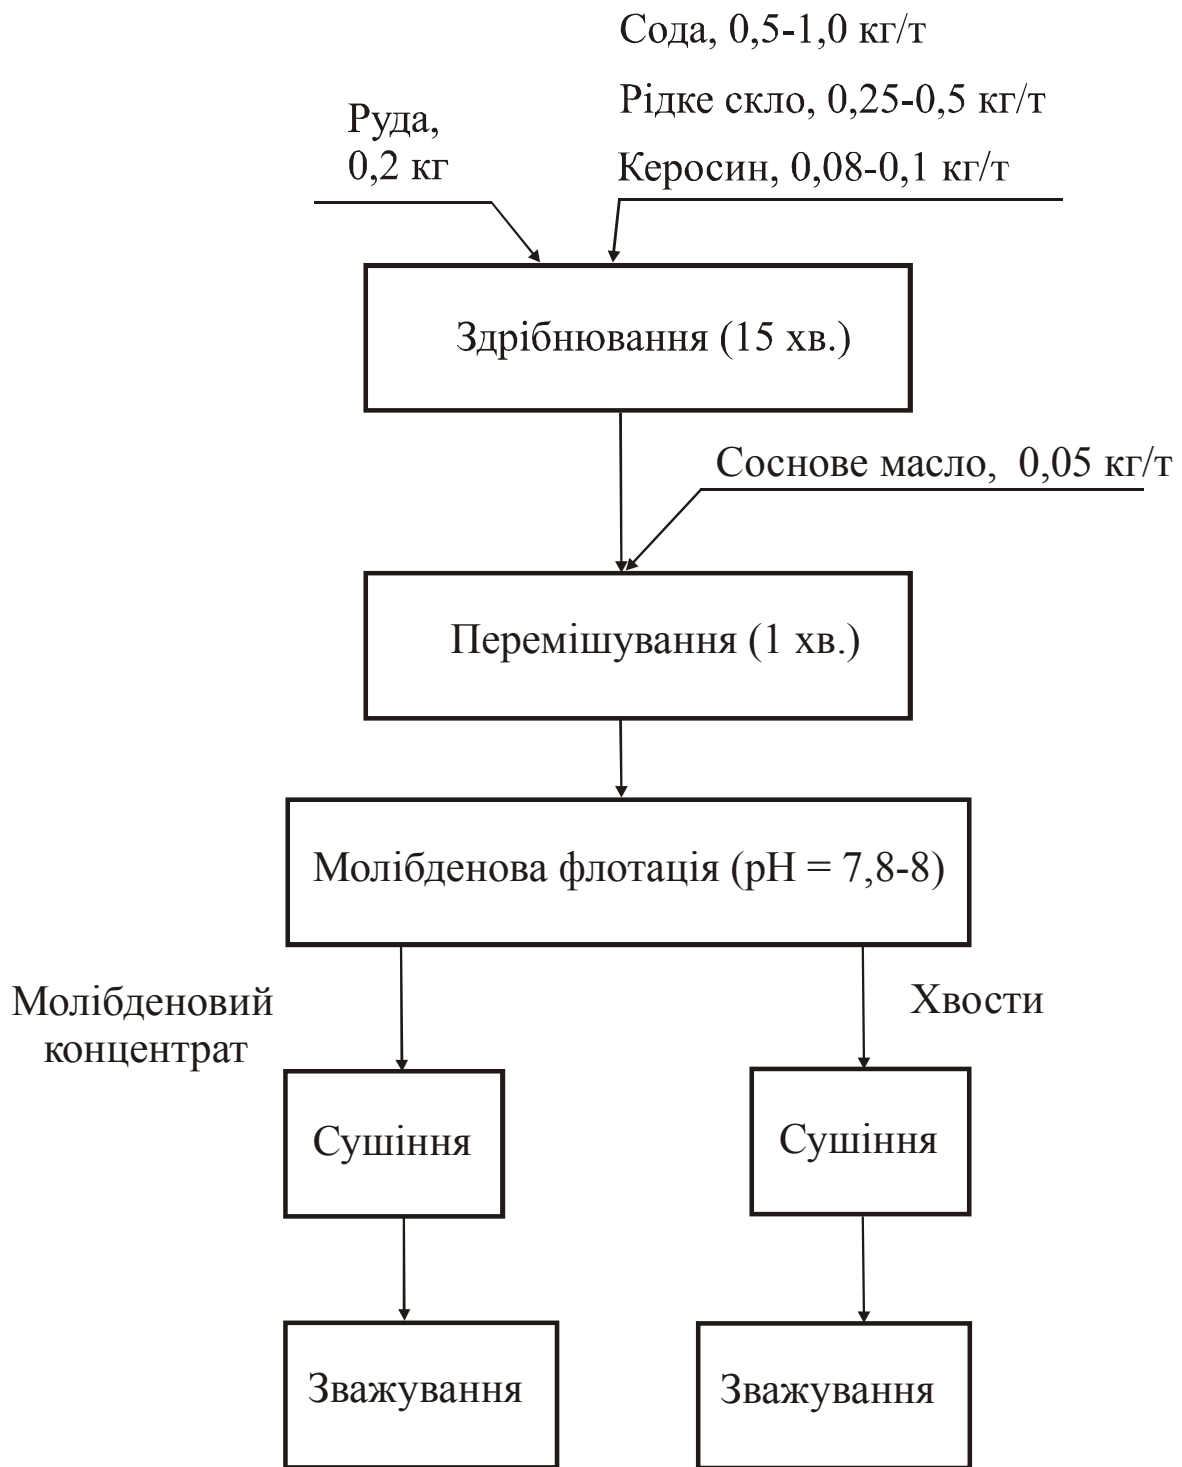 Сода, 0,5-1,0 кг/т
Рідке скло, 0,25-0,5 кг/т
Керосин, 0,08-0,1 кг/т
Руда,
0,2 кг
Здрібнювання (15 хв.)
Соснове масло, 0,05 кг/т
Перемішування (1 хв.)
Молібденова флотація (рН = 7,8-8)
Молібденовий
концентрат
Хвости
Сушіння
Сушіння
Зважування
Зважування